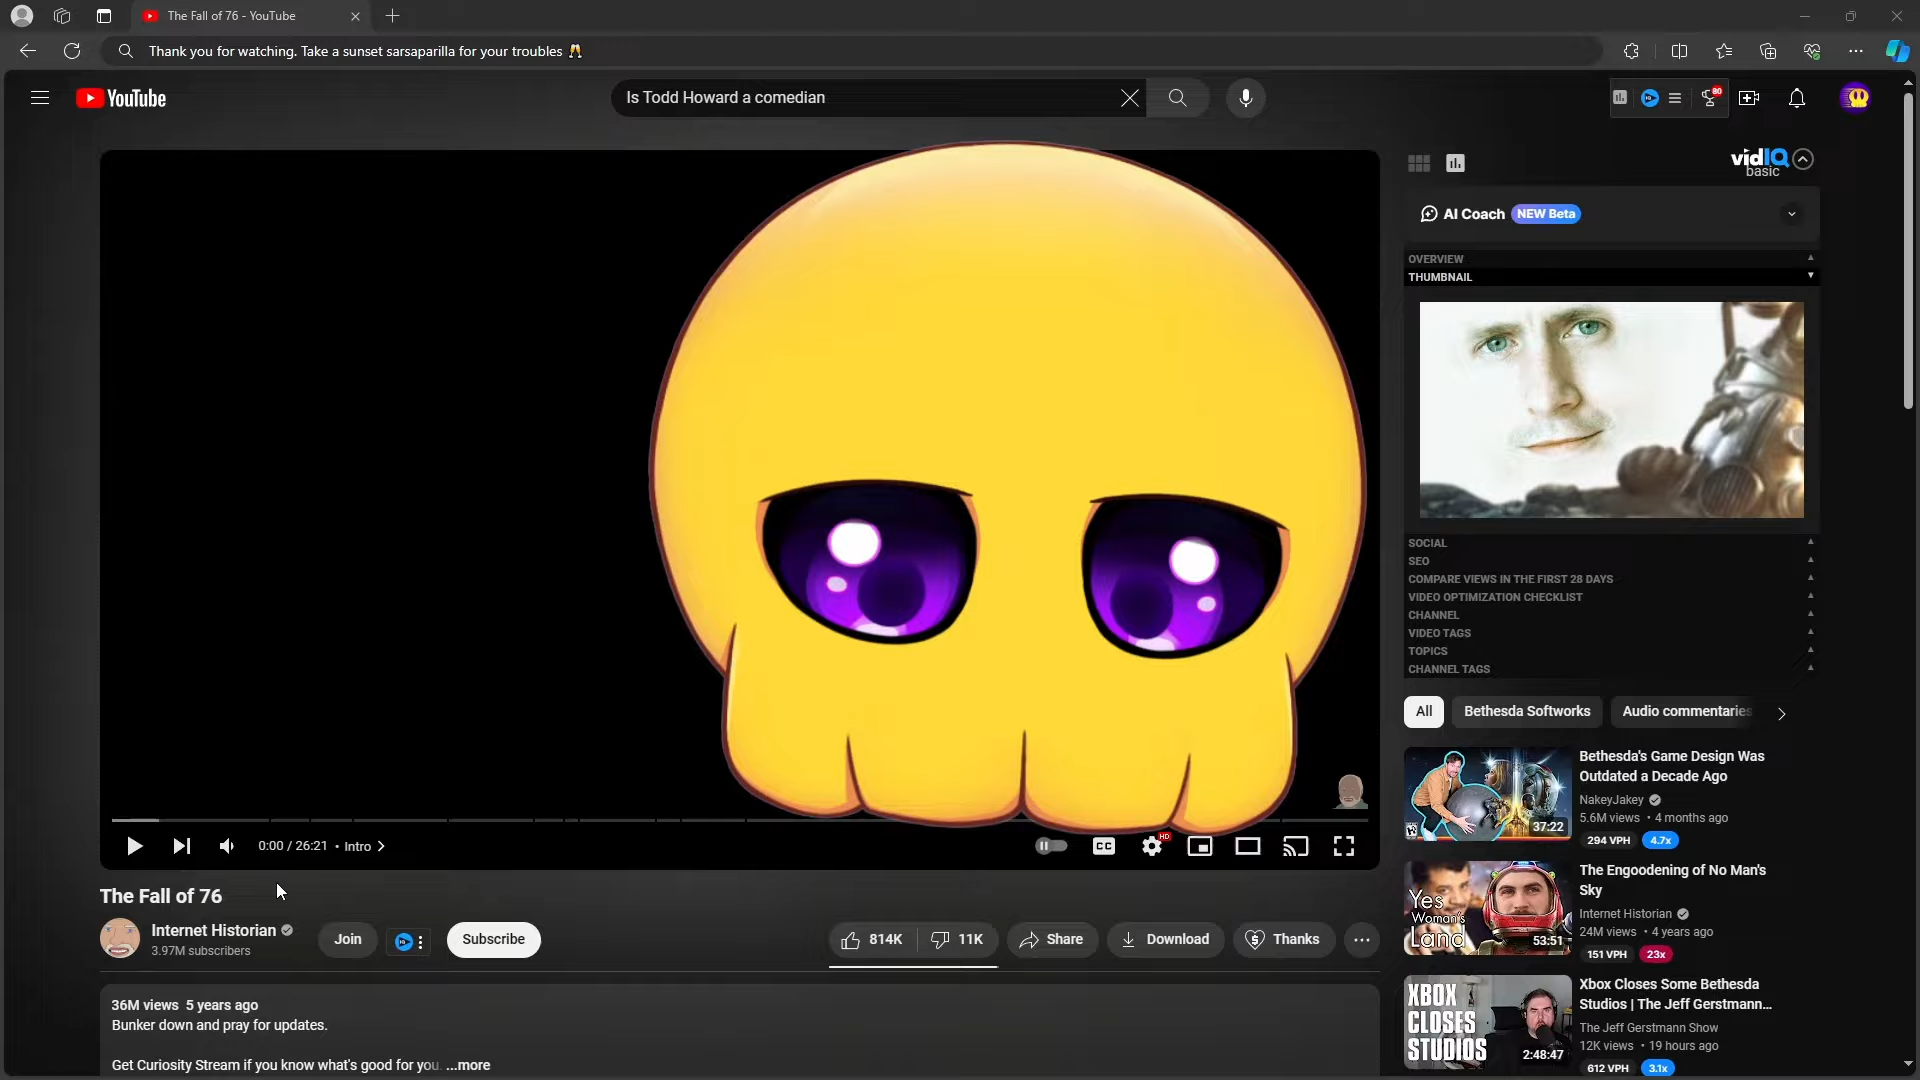 The Fall of 76 - YouTube
Thank you for watching. Take a sunset sarsaparilla for your troubles 🍻
YouTube
Is Todd Howard a comedian
80
vidIQ
basic
AI Coach NEW Beta
OVERVIEW
THUMBNAIL
SOCIAL
SEO
COMPARE VIEWS IN THE FIRST 28 DAYS
VIDEO OPTIMIZATION CHECKLIST
CHANNEL
VIDEO TAGS
TOPICS
CHANNEL TAGS
All Bethesda Softworks Audio commentaries
0:00 / 26:21 • Intro
CC HD
The Fall of 76
Internet Historian
3.97M subscribers
Join
Subscribe
814K 11K Share Download Thanks
36M views 5 years ago
Bunker down and pray for updates.
Get Curiosity Stream if you know what's good for you. ...more
37:22
Bethesda's Game Design Was
Outdated a Decade Ago
NakeyJakey
5.6M views • 4 months ago
294 VPH 4.7x
Yes
Woman's
Land
53:51
The Engoodening of No Man's
Sky
Internet Historian
24M views • 4 years ago
151 VPH 23x
XBOX
CLOSES
STUDIOS
2:48:47
Xbox Closes Some Bethesda
Studios | The Jeff Gerstmann...
The Jeff Gerstmann Show
12K views • 19 hours ago
612 VPH 3.1x